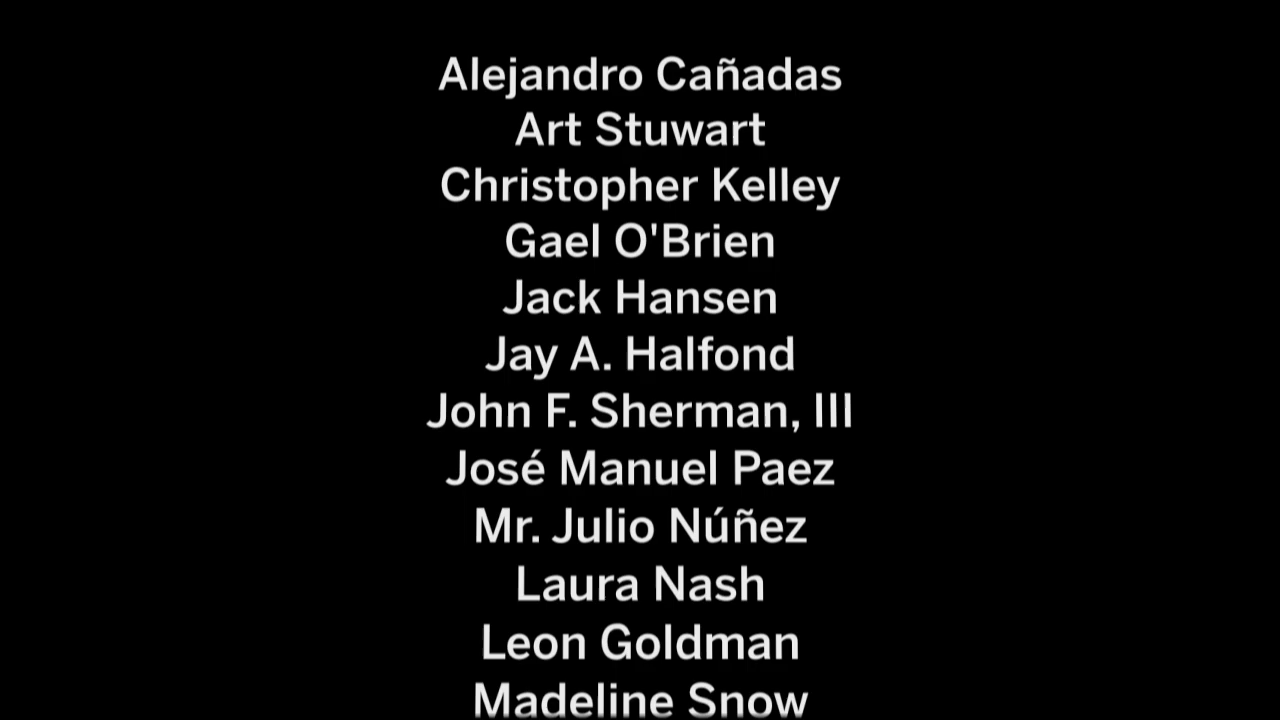 Alejandro Cañadas
Art Stuwart
Christopher Kelley
Gael O'Brien
Jack Hansen
Jay A. Halfond
John F. Sherman, III
José Manuel Paez
Mr. Julio Núñez
Laura Nash
Leon Goldman
Madeline Snow